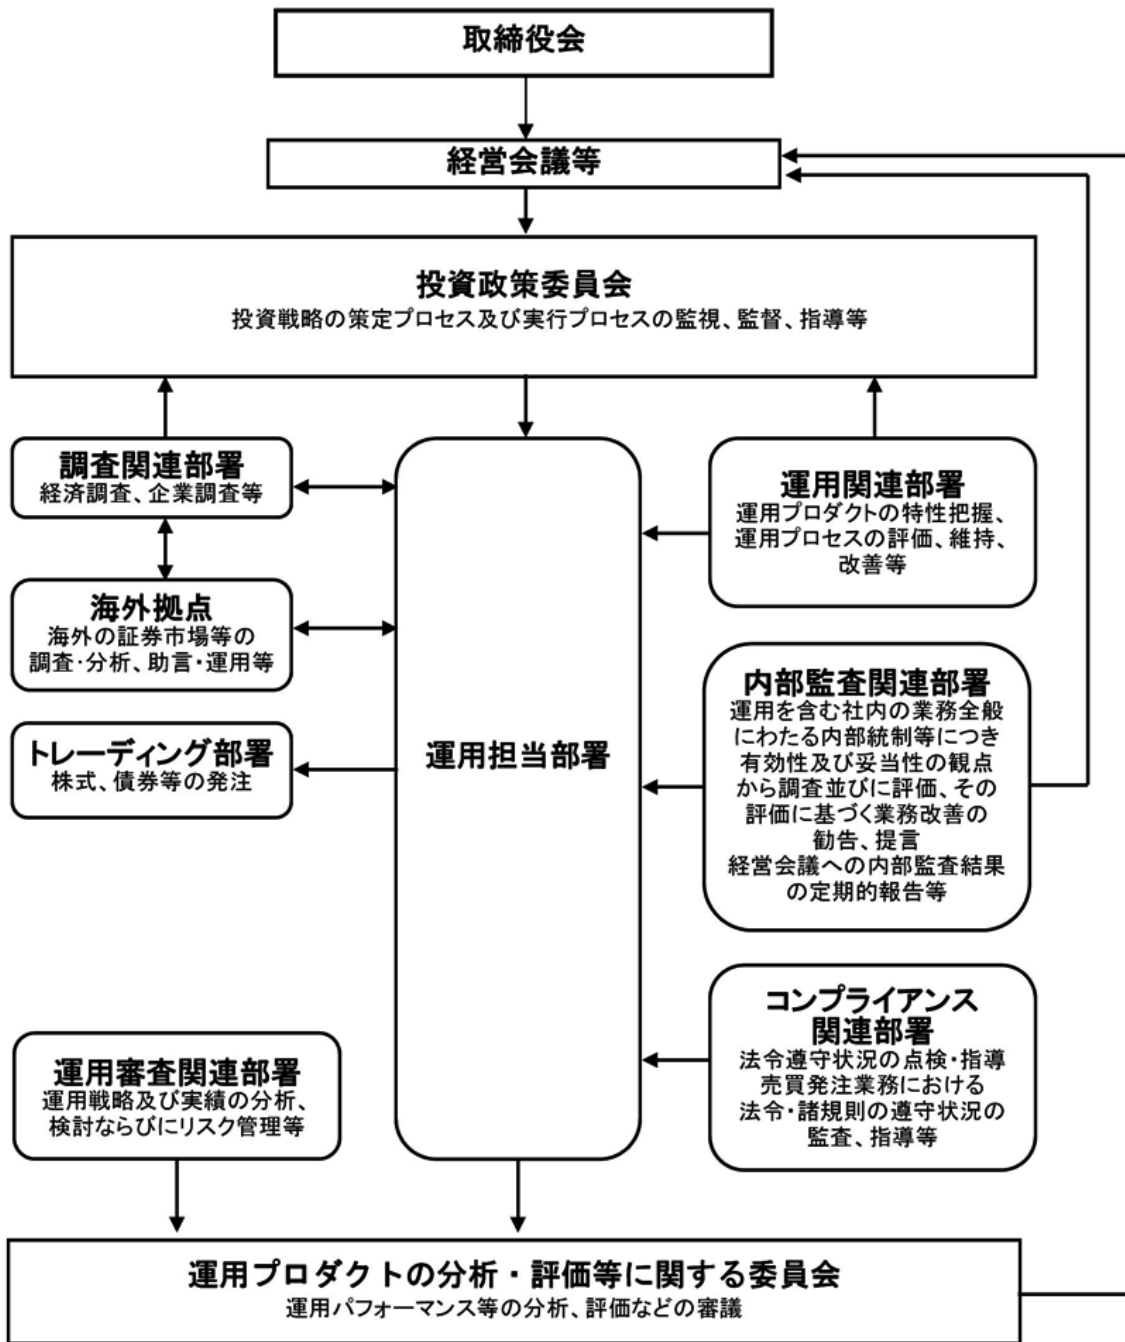 取締役会
経営会議等
投資政策委員会
投資戦略の策定プロセス及び実行プロセスの監視、監督、指導等
調査関連部署
経済調査、企業調査等
海外拠点
海外の証券市場等の
調査・分析、助言・運用等
トレーディング部署
株式、債券等の発注
運用担当部署
運用関連部署
運用プロダクトの特性把握、
運用プロセスの評価、維持、
改善等
内部監査関連部署
運用を含む社内の業務全般
にわたる内部統制等につき
有効性及び妥当性の観点
から調査並びに評価、その
評価に基づく業務改善の
勧告、提言
経営会議への内部監査結果
の定期的報告等
コンプライアンス
関連部署
法令遵守状況の点検・指導
売買発注業務における
法令・諸規則の遵守状況の
監査、指導等
運用審査関連部署
運用戦略及び実績の分析、
検討ならびにリスク管理等
運用プロダクトの分析・評価等に関する委員会
運用パフォーマンス等の分析、評価などの審議